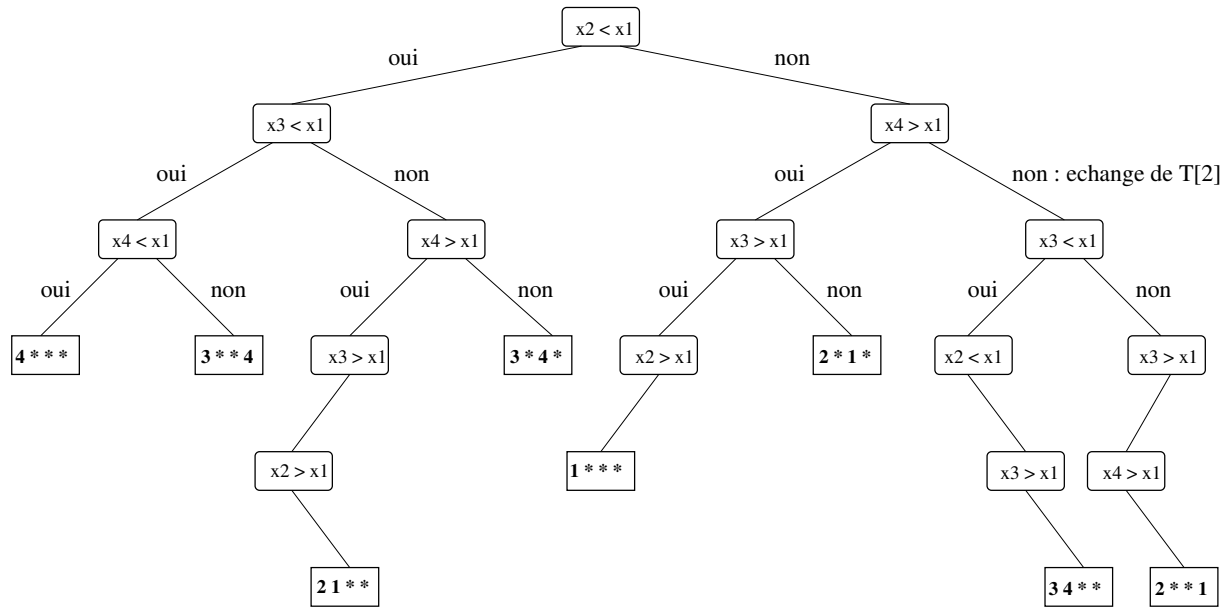 x2 < x1
oui
non
x3 < x1
x4 > x1
oui
non
oui
non : echange de T[2]
x4 < x1
x4 > x1
x3 > x1
x3 < x1
oui
non
oui
non
oui
non
oui
non
4 * * *
3 * * 4
x3 > x1
3 * 4 *
x2 > x1
2 * 1 *
x2 < x1
x3 > x1
x2 > x1
1 * * *
x3 > x1
x4 > x1
2 1 * *
3 4 * *
2 * * 1